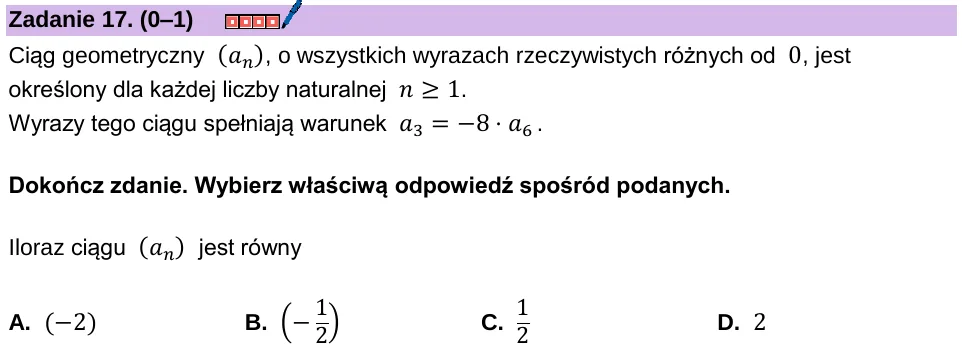 Zadanie 17. (0–1)
Ciąg geometryczny (aₙ), o wszystkich wyrazach rzeczywistych różnych od 0, jest
określony dla każdej liczby naturalnej n ≥ 1.
Wyrazy tego ciągu spełniają warunek a₃ = −8 · a₆ .
Dokończ zdanie. Wybierz właściwą odpowiedź spośród podanych.
Iloraz ciągu (aₙ) jest równy
A. (−2) B. (−1/2) C. 1/2 D. 2